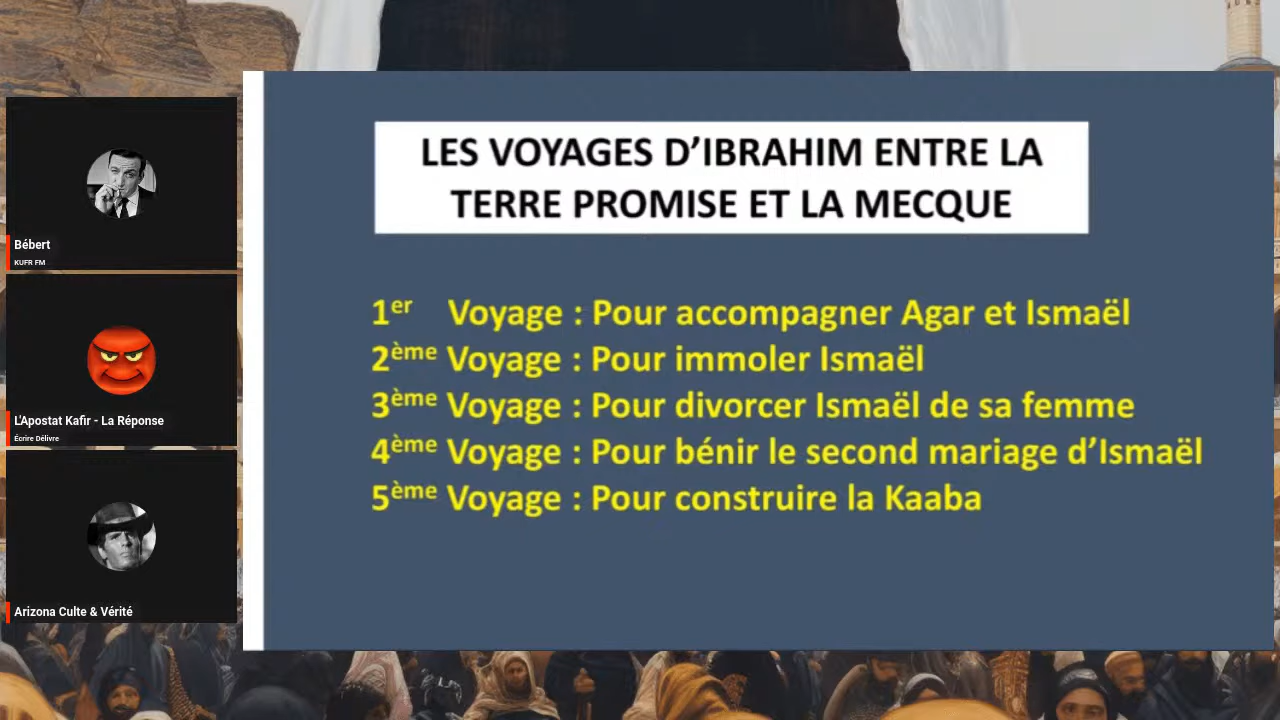 LES VOYAGES D’IBRAHIM ENTRE LA
TERRE PROMISE ET LA MECQUE
1er Voyage : Pour accompagner Agar et Ismaël
2ème Voyage : Pour immoler Ismaël
3ème Voyage : Pour divorcer Ismaël de sa femme
4ème Voyage : Pour bénir le second mariage d’Ismaël
5ème Voyage : Pour construire la Kaaba
Bébert
KUFR FM
L'Apostat Kafir - La Réponse
Écrire Délivre
Arizona Culte & Vérité